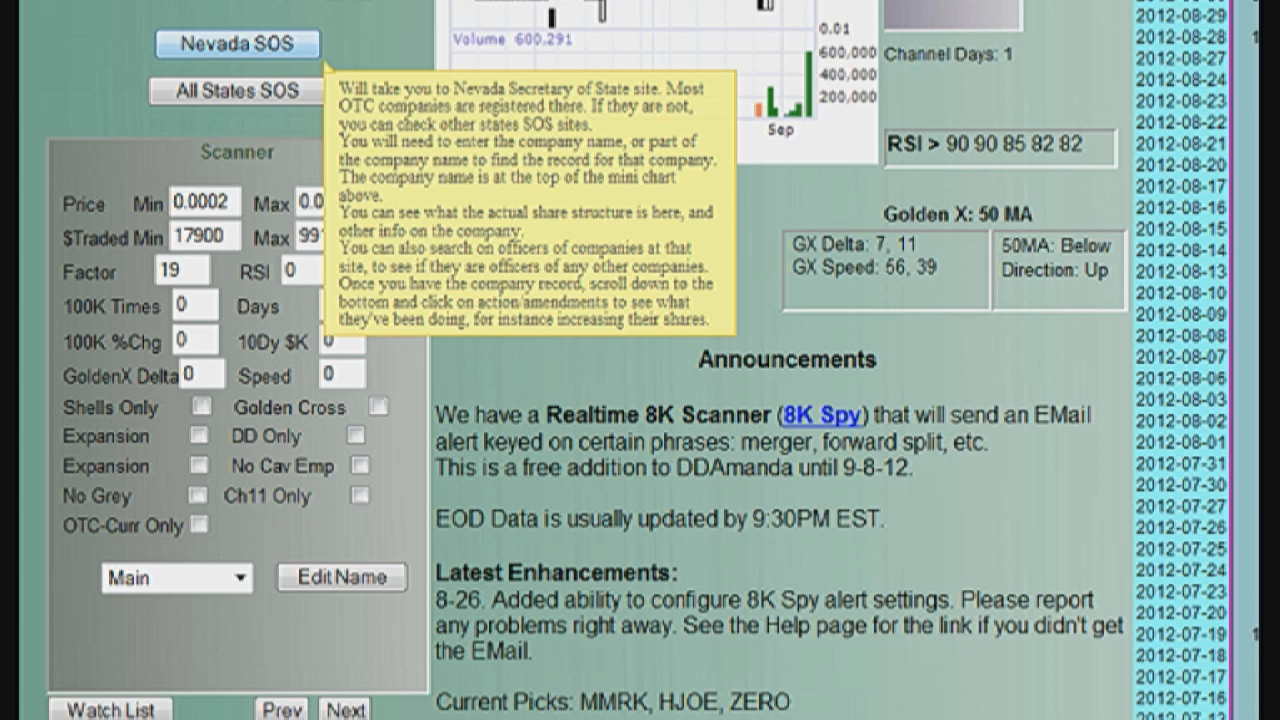 Nevada SOS
All States SOS
Will take you to Nevada Secretary of State site. Most
OTC companies are registered there. If they are not,
you can check other states SOS sites.
You will need to enter the company name, or part of
the company name to find the record for that company.
The company name is at the top of the mini chart
above.
You can see what the actual share structure is here, and
other info on the company.
You can also search on officers of companies at that
site, to see if they are officers of any other companies.
Once you have the company record, scroll down to the
bottom and click on action/amendments to see what
they've been doing, for instance increasing their shares.
Volume 600.291
0.01
600,000
400,000
200,000
Sep
Channel Days: 1
RSI > 90 90 85 82 82
Golden X: 50 MA
GX Delta: 7, 11
GX Speed: 56, 39
50MA: Below
Direction: Up
Scanner
Price Min 0.0002 Max 0.0
$Traded Min 17900 Max 99
Factor 19 RSI 0
100K Times 0 Days
100K %Chg 0 10Dy $K 0
GoldenX Delta 0 Speed 0
Shells Only Golden Cross
Expansion DD Only
Expansion No Cav Emp
No Grey Ch11 Only
OTC-Curr Only
Main Edit Name
Watch List Prev Next
Announcements
We have a Realtime 8K Scanner (8K Spy) that will send an EMail
alert keyed on certain phrases: merger, forward split, etc.
This is a free addition to DDAmanda until 9-8-12.
EOD Data is usually updated by 9:30PM EST.
Latest Enhancements:
8-26. Added ability to configure 8K Spy alert settings. Please report
any problems right away. See the Help page for the link if you didn't get
the EMail.
Current Picks: MMRK, HJOE, ZERO
2012-08-29
2012-08-28 1
2012-08-27
2012-08-24
2012-08-23
2012-08-22
2012-08-21
2012-08-20
2012-08-17
2012-08-16
2012-08-15
2012-08-14
2012-08-13
2012-08-10
2012-08-09
2012-08-08
2012-08-07
2012-08-06
2012-08-03
2012-08-02
2012-08-01
2012-07-31
2012-07-30
2012-07-27
2012-07-26
2012-07-25
2012-07-24
2012-07-23
2012-07-20
2012-07-19 1
2012-07-18
2012-07-17
2012-07-16